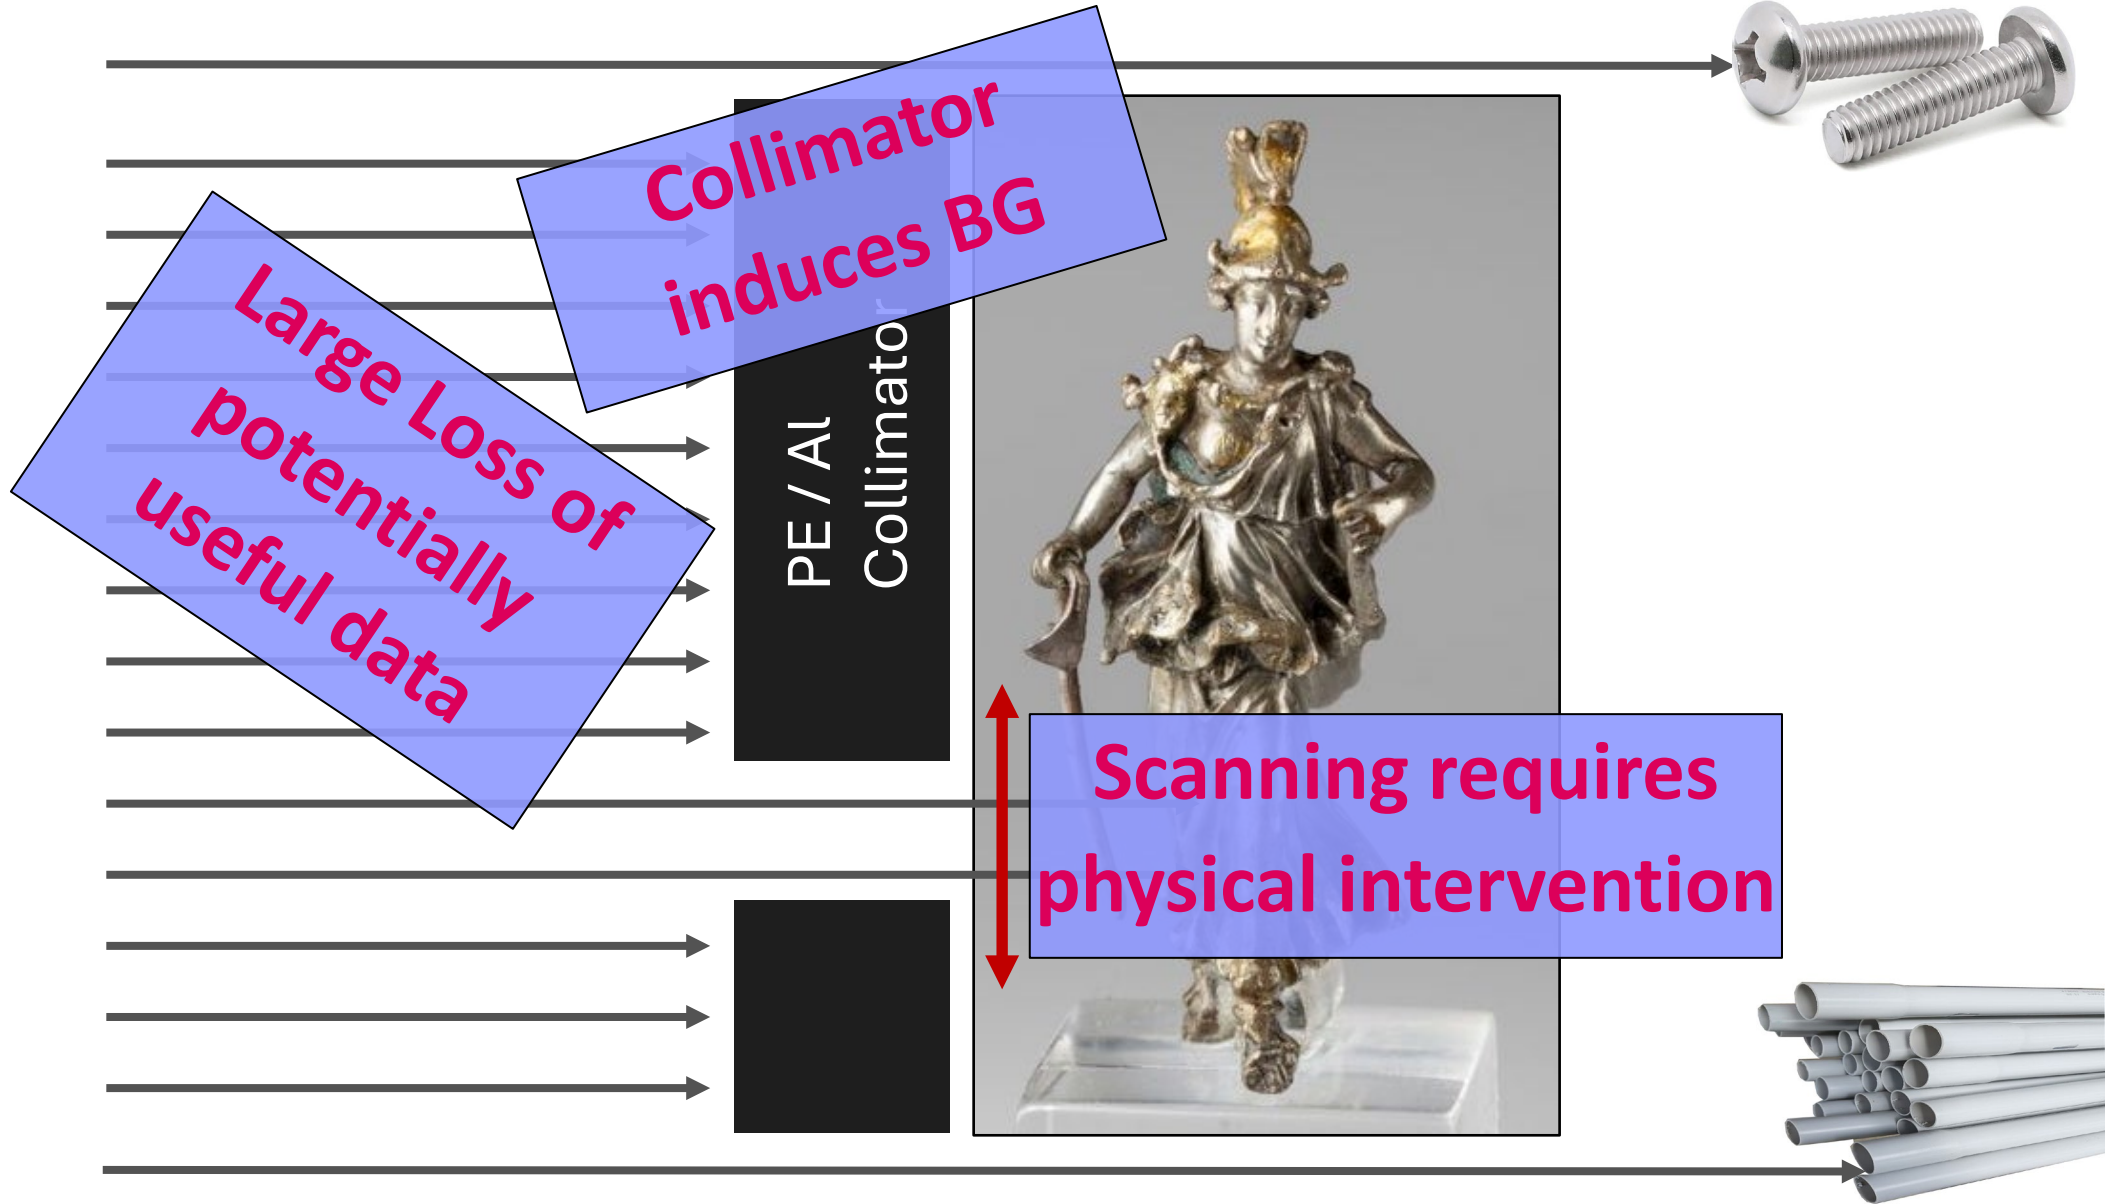 Collimator
induces BG
Large Loss of
potentially
useful data
PE / Al
Collimator
Scanning requires
physical intervention